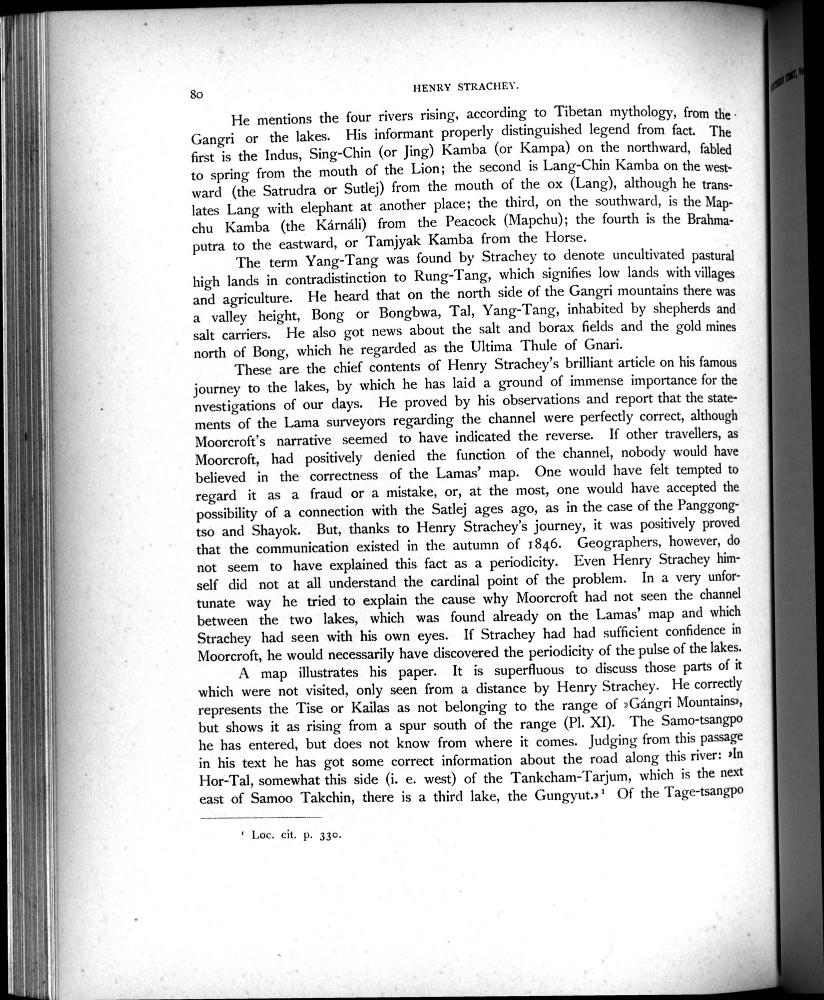 80
HENRY STRACHEY.
He mentions the four rivers rising, according to Tibetan mythology, from the
Gangri or the lakes. His informant properly distinguished legend from fact. The
first is the Indus, Sing-Chin (or Jing) Kamba (or Kampa) on the northward, fabled
to spring from the mouth of the Lion; the second is Lang-Chin Kamba on the west-
ward (the Satrudra or Sutlej) from the mouth of the ox (Lang), although he trans-
lates Lang with elephant at another place; the third, on the southward, is the Map-
chu Kamba (the Kárnáli) from the Peacock (Mapchu); the fourth is the Brahma-
putra to the eastward, or Tamjyak Kamba from the Horse.
The term Yang-Tang was found by Strachey to denote uncultivated pastural
high lands in contradistinction to Rung-Tang, which signifies low lands with villages
and agriculture. He heard that on the north side of the Gangri mountains there was
a valley height, Bong or Bongbwa, Tal, Yang-Tang, inhabited by shepherds and
salt carriers. He also got news about the salt and borax fields and the gold mines
north of Bong, which he regarded as the Ultima Thule of Gnari.
These are the chief contents of Henry Strachey's brilliant article on his famous
journey to the lakes, by which he has laid a ground of immense importance for the
nvestigations of our days. He proved by his observations and report that the state-
ments of the Lama surveyors regarding the channel were perfectly correct, although
Moorcroft's narrative seemed to have indicated the reverse. If other travellers, as
Moorcroft, had positively denied the function of the channel, nobody would have
believed in the correctness of the Lamas' map. One would have felt tempted to
regard it as a fraud or a mistake, or, at the most, one would have accepted the
possibility of a connection with the Satlej ages ago, as in the case of the Panggong-
tso and Shayok. But, thanks to Henry Strachey's journey, it was positively proved
that the communication existed in the autumn of 1846. Geographers, however, do
not seem to have explained this fact as a periodicity. Even Henry Strachey him-
self did not at all understand the cardinal point of the problem. In a very unfor-
tunate way he tried to explain the cause why Moorcroft had not seen the channel
between the two lakes, which was found already on the Lamas' map and which
Strachey had seen with his own eyes. If Strachey had had sufficient confidence in
Moorcroft, he would necessarily have discovered the periodicity of the pulse of the lakes.
A map illustrates his paper. It is superfluous to discuss those parts of it
which were not visited, only seen from a distance by Henry Strachey. He correctly
represents the Tise or Kailas as not belonging to the range of »Gángri Mountains»,
but shows it as rising from a spur south of the range (Pl. XI). The Samo-tsangpo
he has entered, but does not know from where it comes. Judging from this passage
in his text he has got some correct information about the road along this river: »In
Hor-Tal, somewhat this side (i. e. west) of the Tankcham-Tarjum, which is the next
east of Samoo Takchin, there is a third lake, the Gungyut.»¹ Of the Tage-tsangpo
¹ Loc. cit. p. 330.